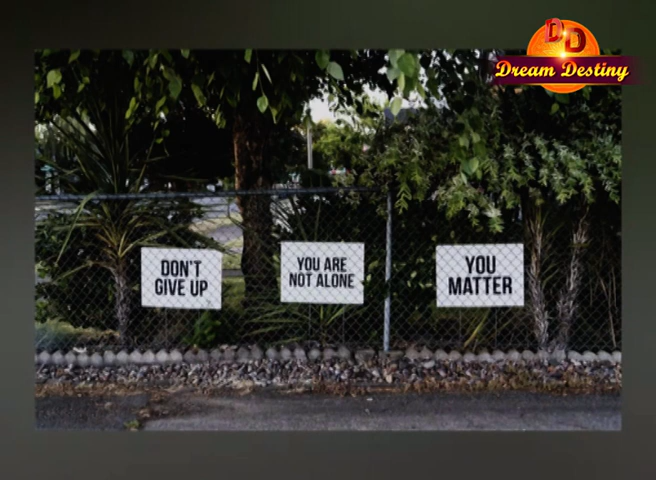 DD
Dream Destiny
DON'T
GIVE UP
YOU ARE
NOT ALONE
YOU
MATTER